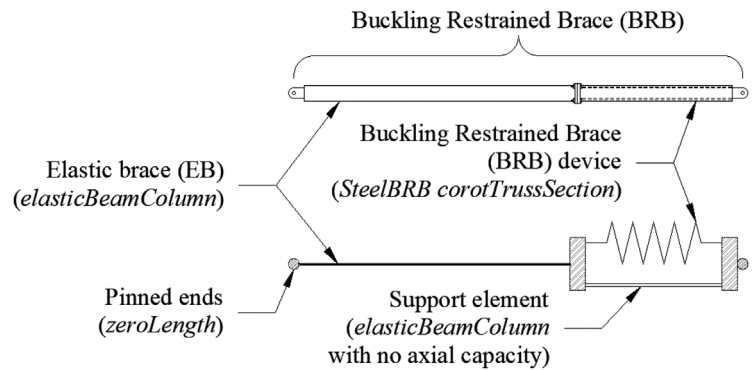 Buckling Restrained Brace (BRB)
Buckling Restrained Brace
(BRB) device
(SteelBRB corotTrussSection)
Elastic brace (EB)
(elasticBeamColumn)
Pinned ends
(zeroLength)
Support element
(elasticBeamColumn
with no axial capacity)